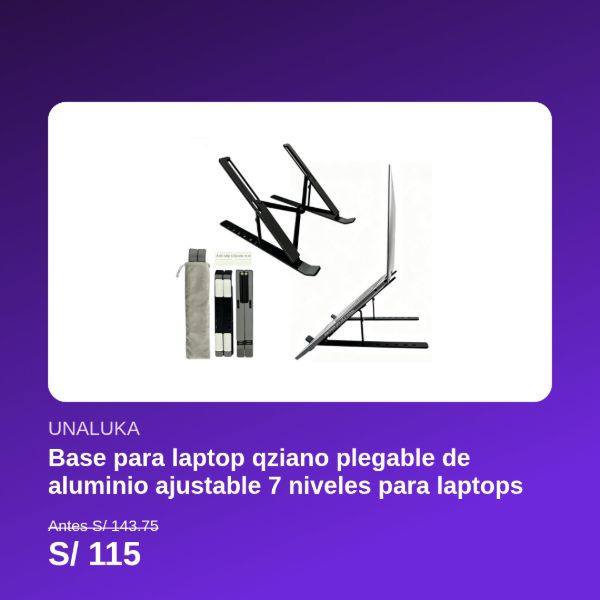 UNALUKA
Base para laptop qziano plegable de
aluminio ajustable 7 niveles para laptops
Antes S/ 143.75
S/ 115